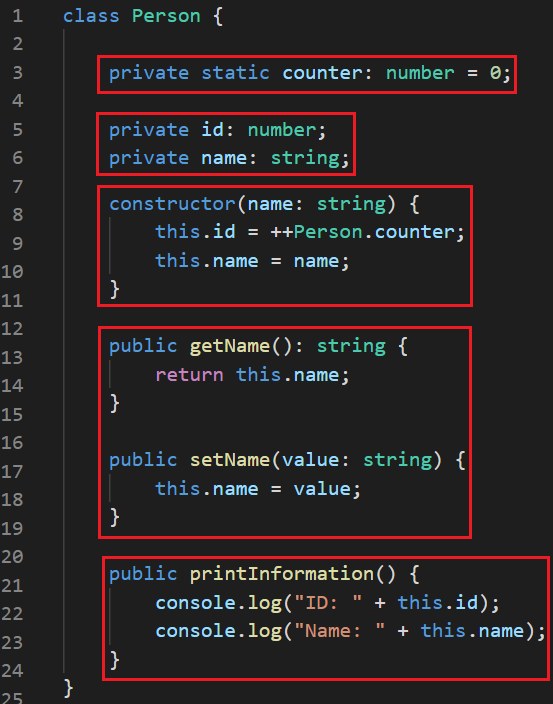 1 class Person {
2
3     private static counter: number = 0;
4
5     private id: number;
6     private name: string;
7
8     constructor(name: string) {
9         this.id = ++Person.counter;
10         this.name = name;
11     }
12
13     public getName(): string {
14         return this.name;
15     }
16
17     public setName(value: string) {
18         this.name = value;
19     }
20
21     public printInformation() {
22         console.log("ID: " + this.id);
23         console.log("Name: " + this.name);
24     }
25 }